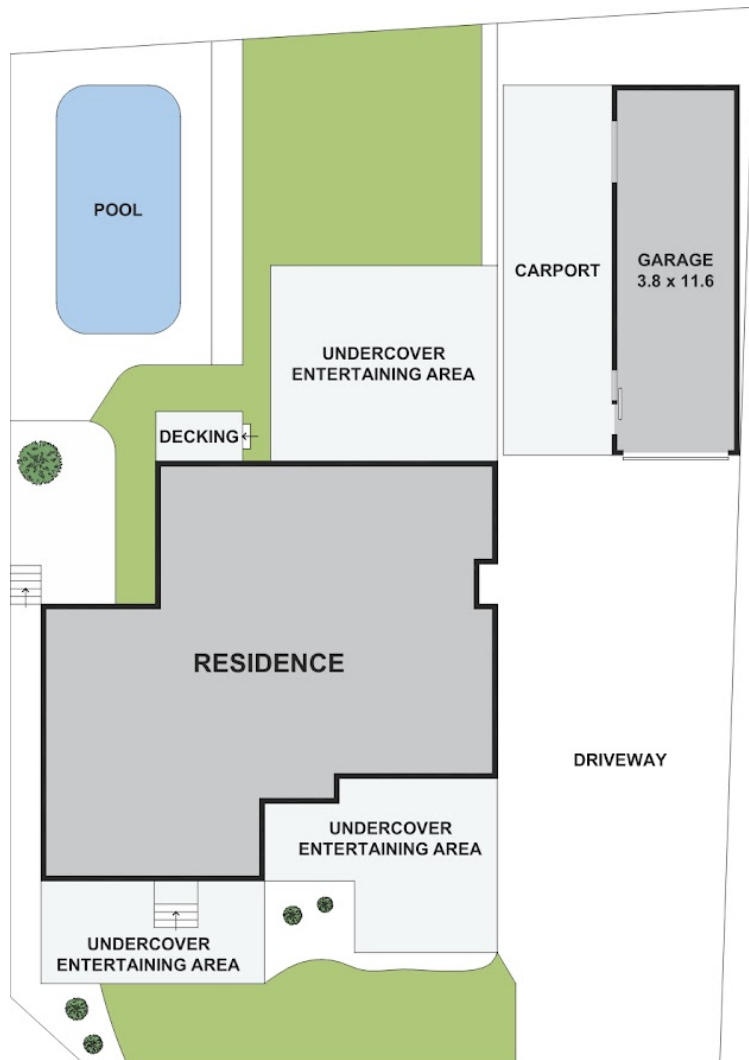 POOL
CARPORT
GARAGE
3.8 x 11.6
UNDERCOVER
ENTERTAINING AREA
DECKING
RESIDENCE
DRIVEWAY
UNDERCOVER
ENTERTAINING AREA
UNDERCOVER
ENTERTAINING AREA